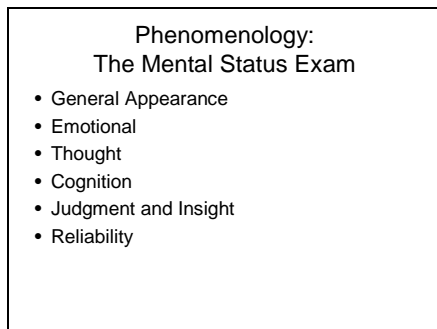 Phenomenology:
The Mental Status Exam
• General Appearance
• Emotional
• Thought
• Cognition
• Judgment and Insight
• Reliability